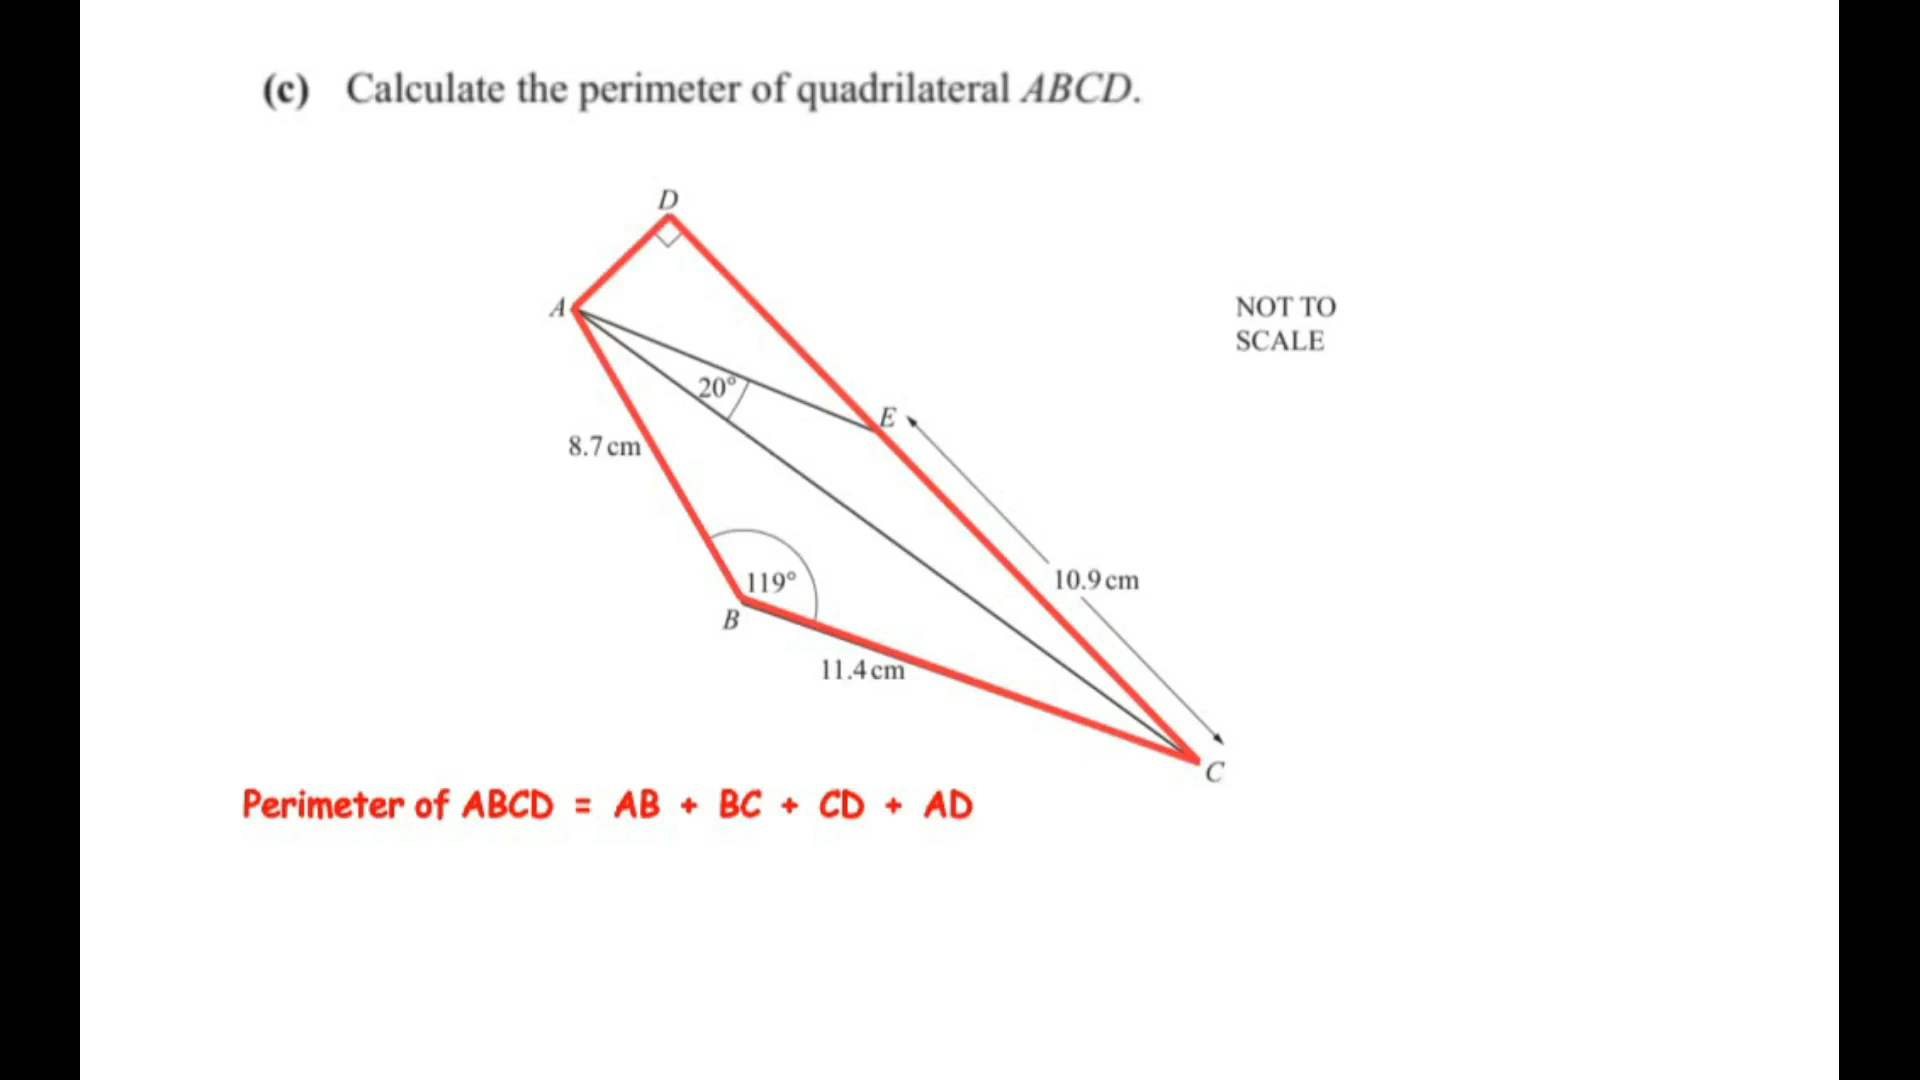 (c) Calculate the perimeter of quadrilateral ABCD.
D
A
NOT TO
SCALE
20°
E
8.7 cm
119°
10.9 cm
B
11.4 cm
C
Perimeter of ABCD = AB + BC + CD + AD